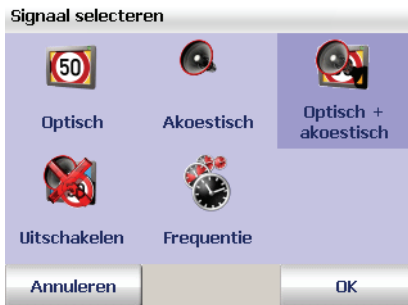 Signaal selecteren
50
Optisch
Akoestisch
Optisch +
akoestisch
Uitschakelen
Frequentie
Annuleren
OK